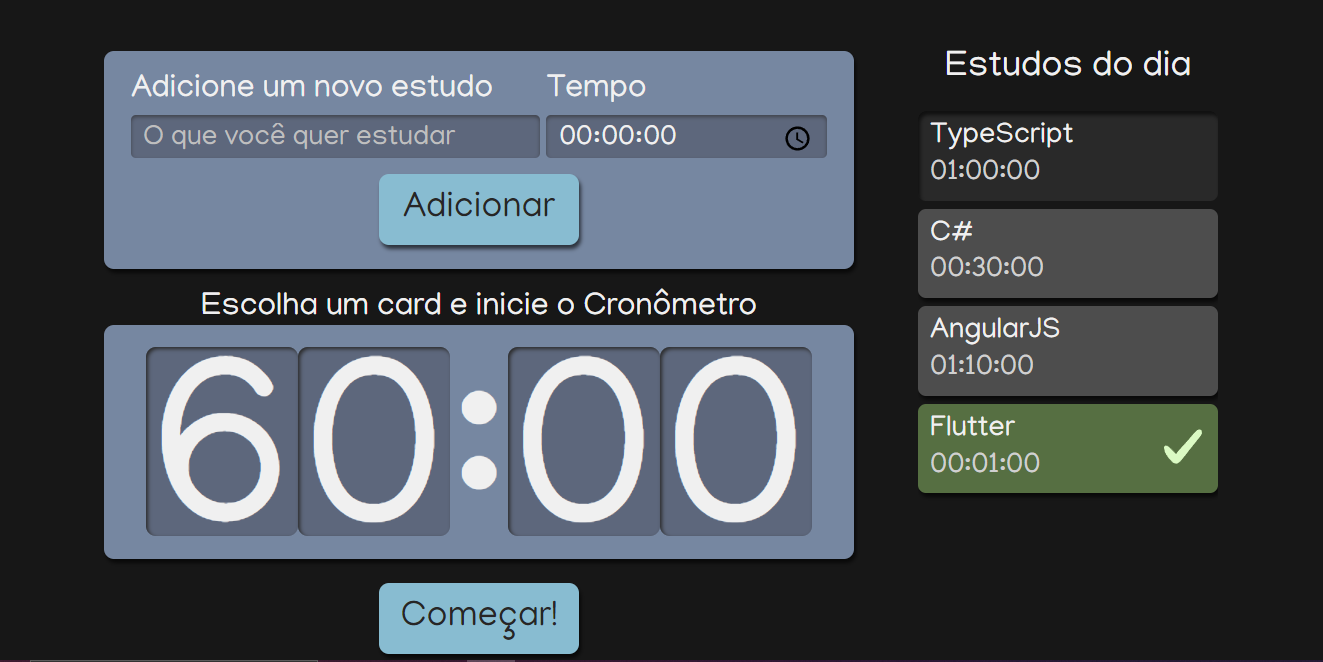 Adicione um novo estudo
Tempo
O que você quer estudar
00:00:00
Adicionar
Escolha um card e inicie o Cronômetro
60:00
Começar!
Estudos do dia
TypeScript
01:00:00
C#
00:30:00
AngularJS
01:10:00
Flutter
00:01:00